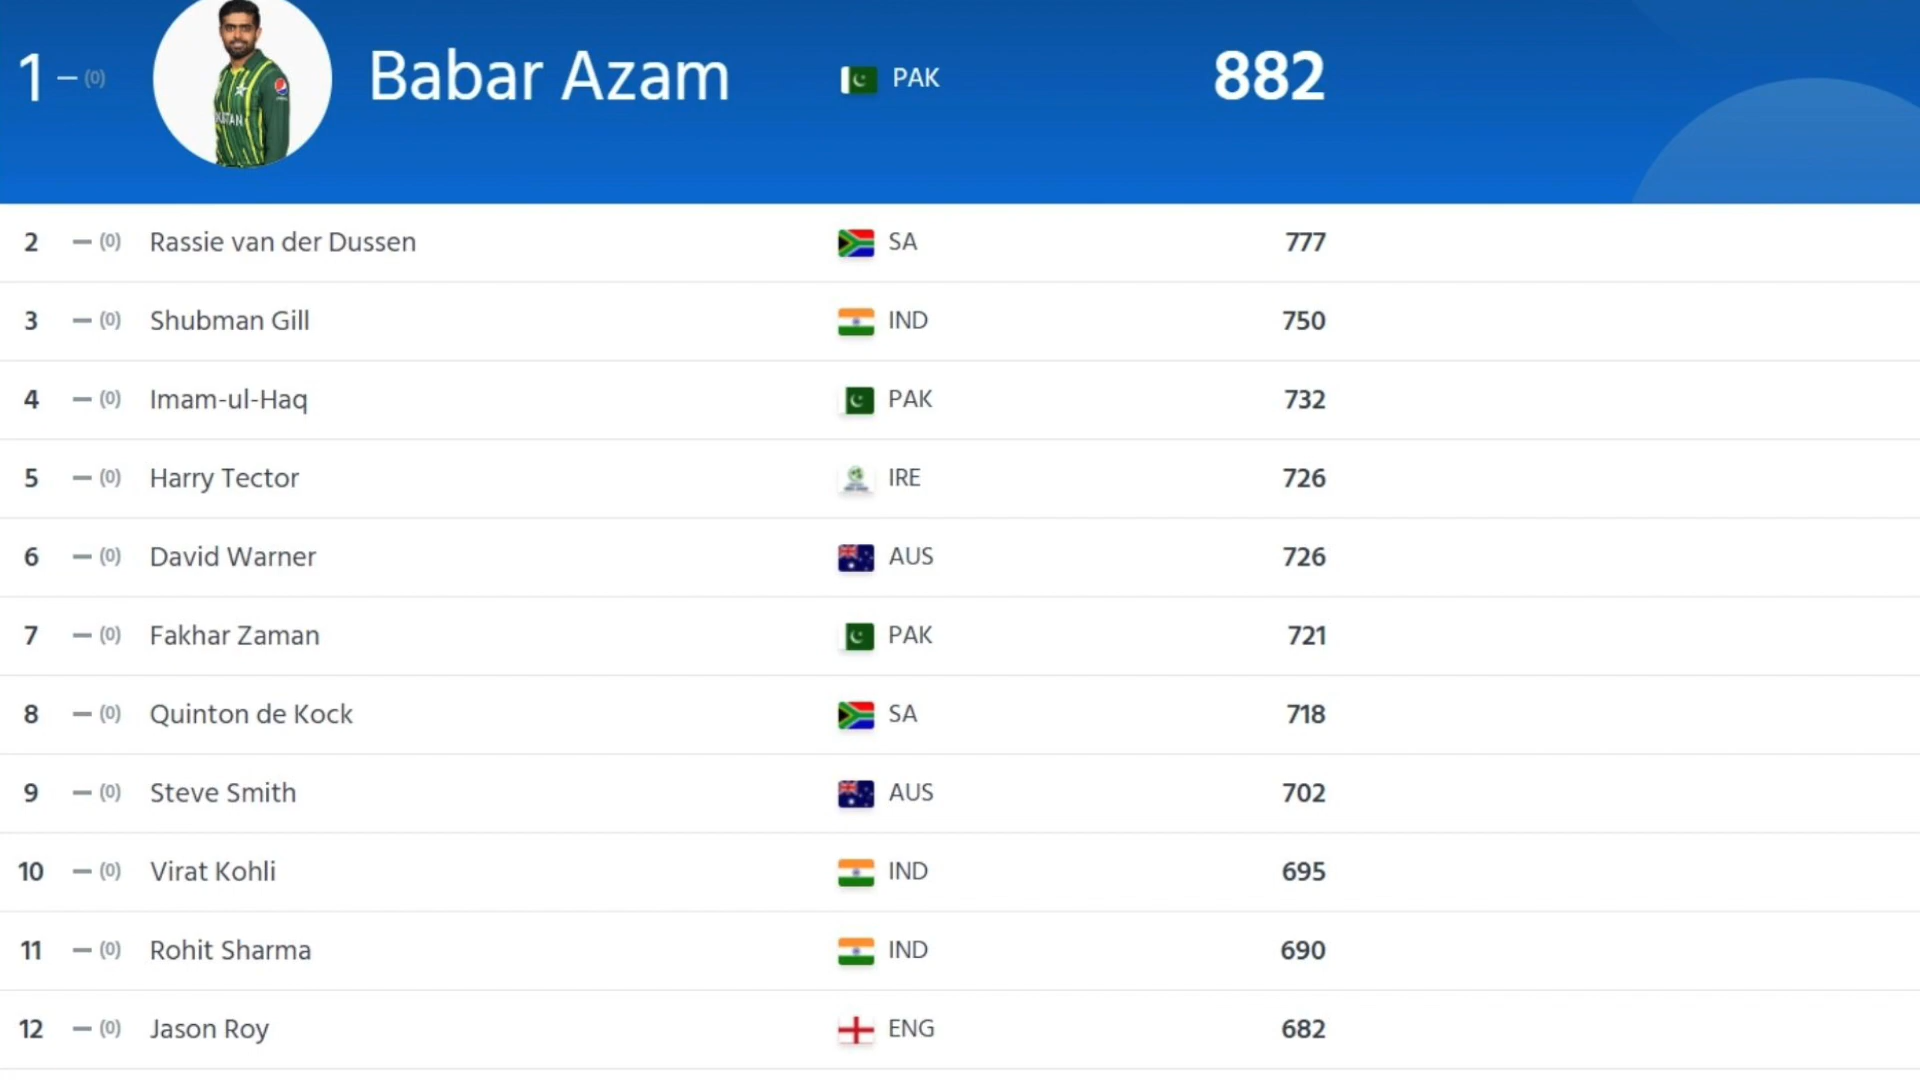 1 – (0) Babar Azam PAK 882
2 – (0) Rassie van der Dussen SA 777
3 – (0) Shubman Gill IND 750
4 – (0) Imam-ul-Haq PAK 732
5 – (0) Harry Tector IRE 726
6 – (0) David Warner AUS 726
7 – (0) Fakhar Zaman PAK 721
8 – (0) Quinton de Kock SA 718
9 – (0) Steve Smith AUS 702
10 – (0) Virat Kohli IND 695
11 – (0) Rohit Sharma IND 690
12 – (0) Jason Roy ENG 682